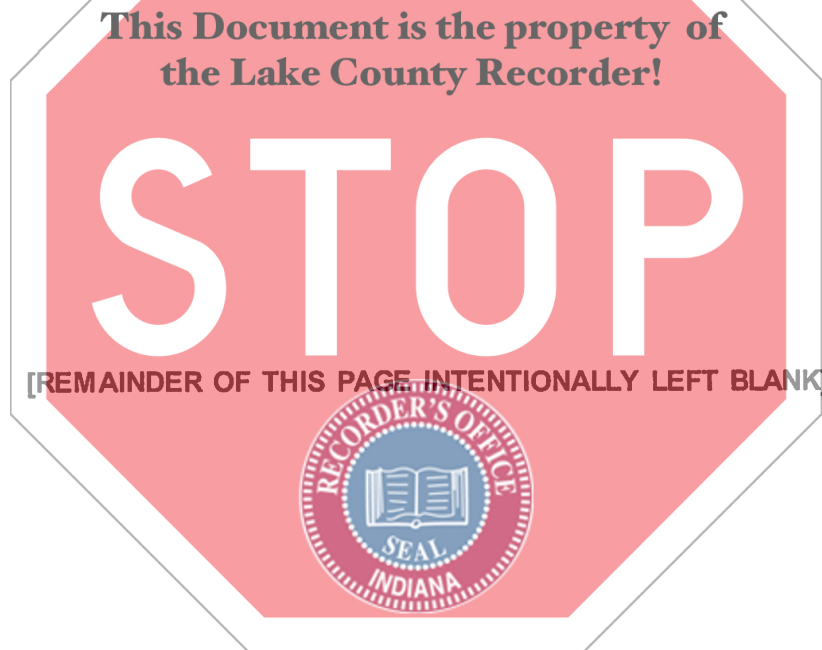 This Document is the property of
the Lake County Recorder!
STOP
[REMAINDER OF THIS PAGE INTENTIONALLY LEFT BLANK]
RECORDER'S OFFICE
SEAL
INDIANA